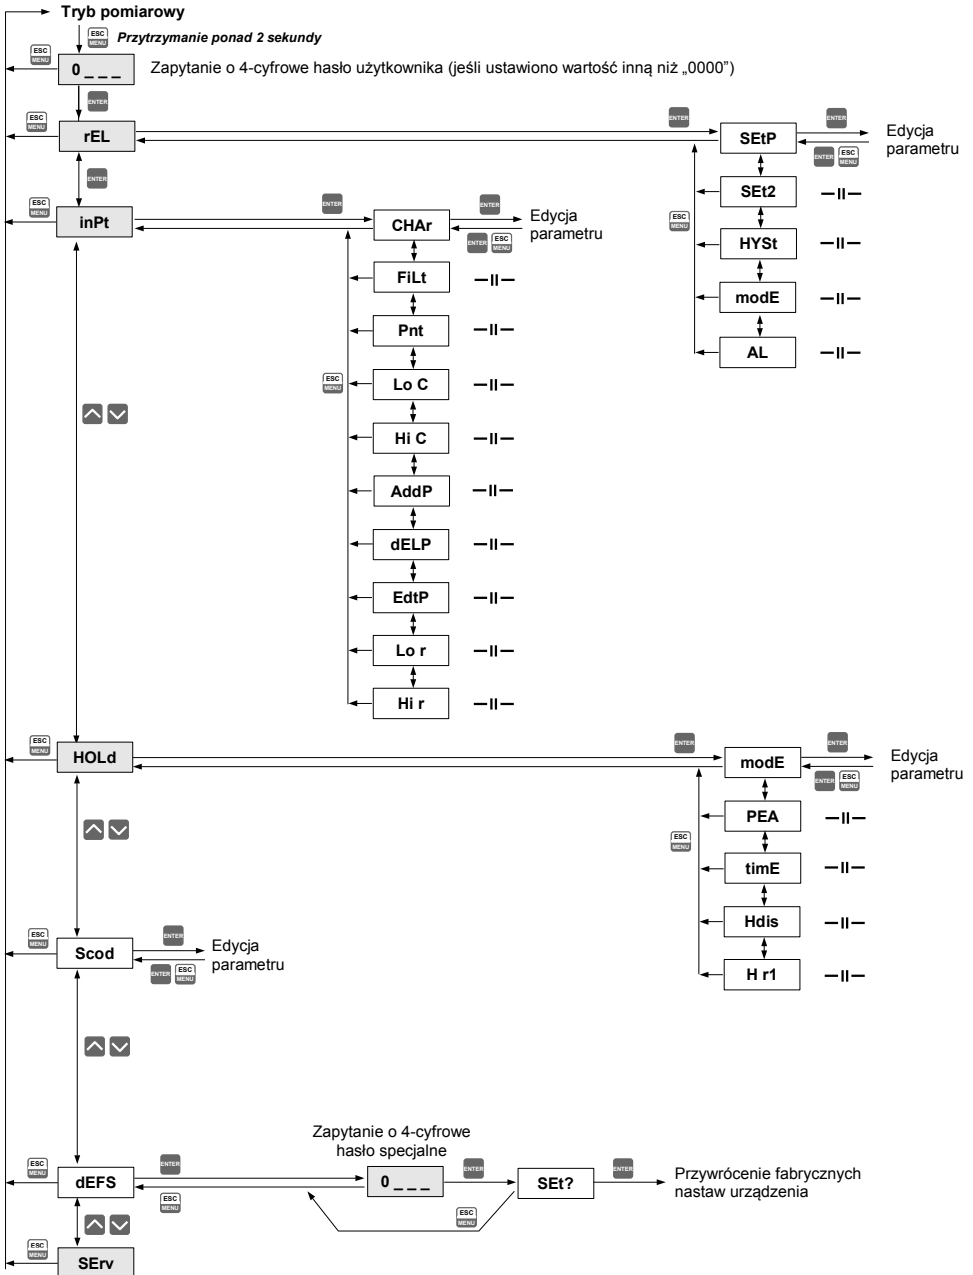 Tryb pomiarowy
ESC
MENU
Przytrzymanie ponad 2 sekundy
ESC
MENU
0 _ _ _
Zapytanie o 4-cyfrowe hasło użytkownika (jeśli ustawiono wartość inną niż „0000”)
ENTER
ESC
MENU
rEL
ENTER
SEtP
ENTER
ENTER
ESC
MENU
Edycja
parametru
ENTER
SEt2
—II—
ESC
MENU
HYSt
—II—
modE
—II—
AL
—II—
ESC
MENU
inPt
ENTER
CHAr
ENTER
ENTER
ESC
MENU
Edycja
parametru
FiLt
—II—
Pnt
—II—
ESC
MENU
Lo C
—II—
Hi C
—II—
AddP
—II—
dELP
—II—
EdtP
—II—
Lo r
—II—
Hi r
—II—
ESC
MENU
HOLd
ENTER
modE
ENTER
ENTER
ESC
MENU
Edycja
parametru
PEA
—II—
ESC
MENU
timE
—II—
Hdis
—II—
H r1
—II—
ESC
MENU
Scod
ENTER
ENTER
ESC
MENU
Edycja
parametru
Zapytanie o 4-cyfrowe
hasło specjalne
ESC
MENU
dEFS
ENTER
ESC
MENU
0 _ _ _
ENTER
ESC
MENU
SEt?
ENTER
Przywrócenie fabrycznych
nastaw urządzenia
ESC
MENU
SErv